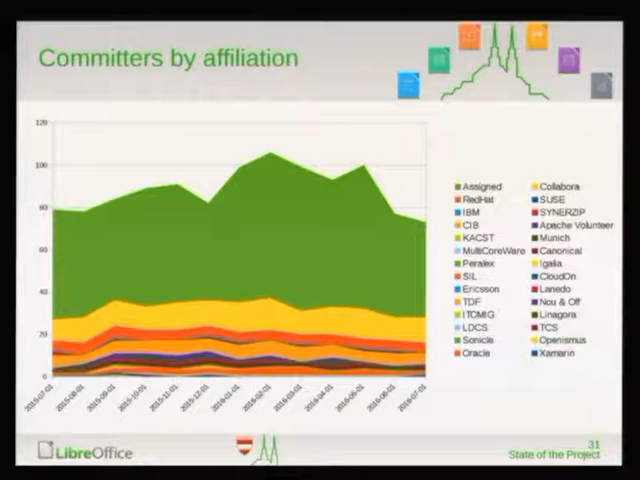 Committers by affiliation
120
100
80
60
40
20
0
2015-07-01
2015-08-01
2015-09-01
2015-10-01
2015-11-01
2015-12-01
2016-01-01
2016-02-01
2016-03-01
2016-04-01
2016-05-01
2016-06-01
2016-07-01
Assigned Collabora
RedHat SUSE
IBM SYNERZIP
CIB Apache Volunteer
KACST Munich
MultiCoreWare Canonical
Peralex Igalia
SIL CloudOn
Ericsson Lanedo
TDF Nou & Off
ITOMIG Linagora
LDCS TCS
Sonicle Openismus
Oracle Xamarin
LibreOffice
31
State of the Project